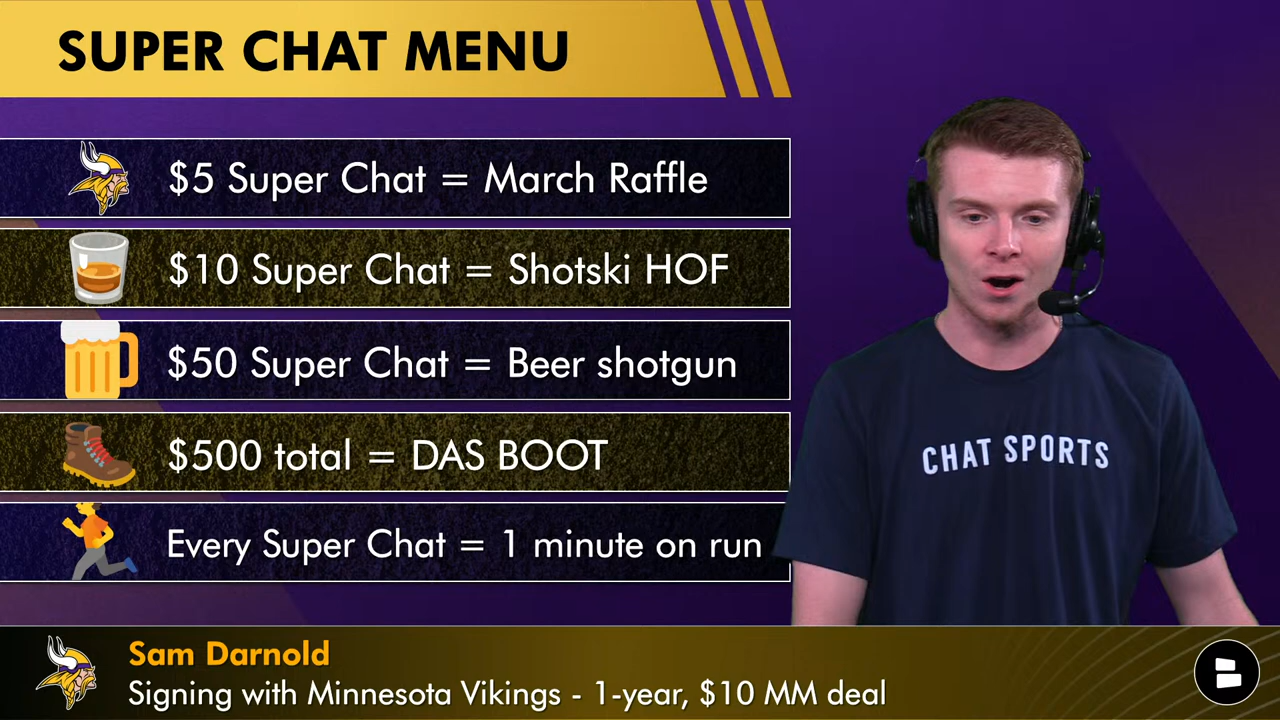 SUPER CHAT MENU
$5 Super Chat = March Raffle
$10 Super Chat = Shotski HOF
$50 Super Chat = Beer shotgun
$500 total = DAS BOOT
Every Super Chat = 1 minute on run
CHAT SPORTS
Sam Darnold
Signing with Minnesota Vikings - 1-year, $10 MM deal